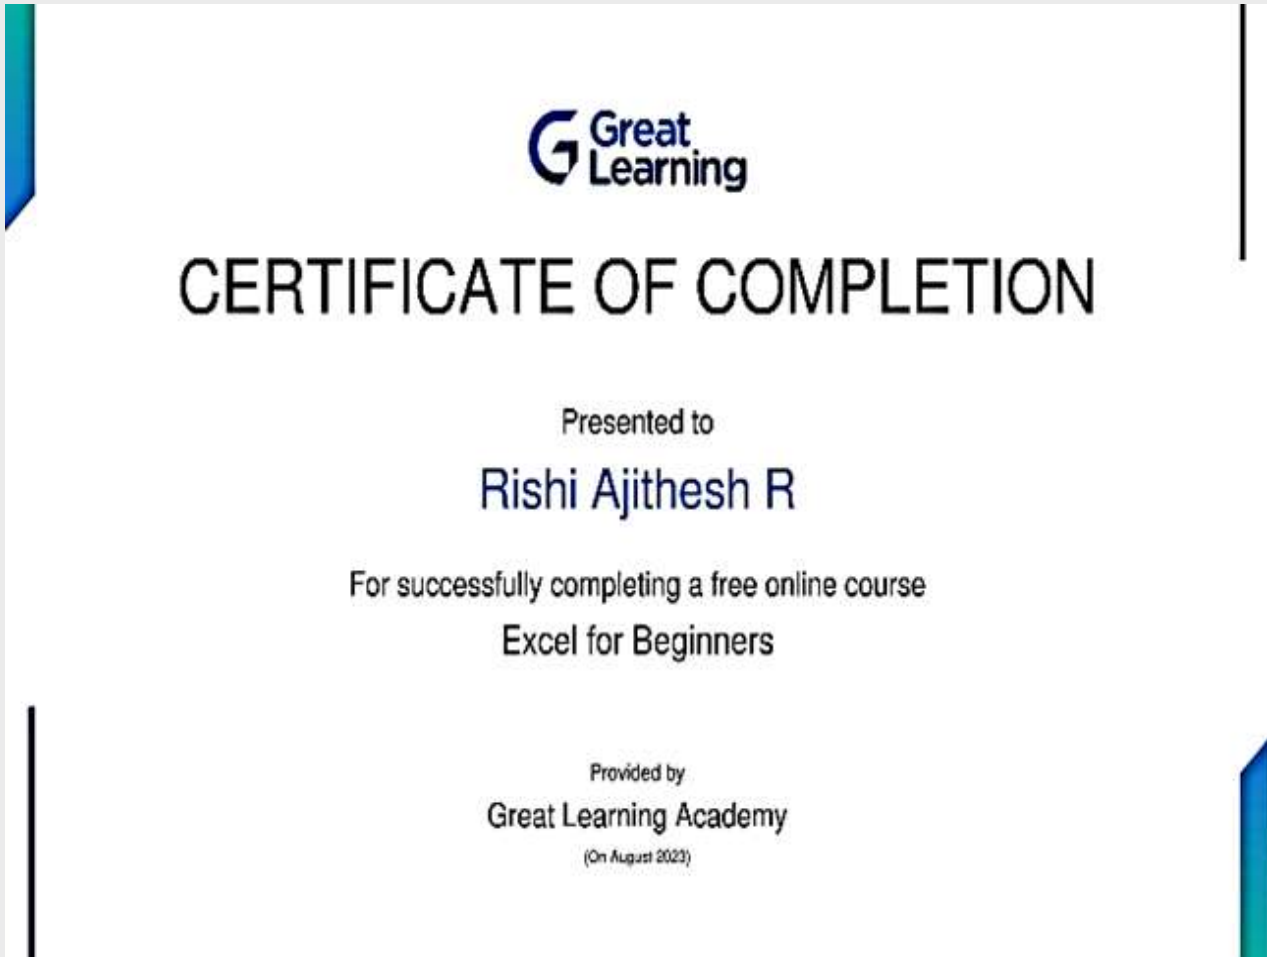 Great
Learning
CERTIFICATE OF COMPLETION
Presented to
Rishi Ajithesh R
For successfully completing a free online course
Excel for Beginners
Provided by
Great Learning Academy
(On August 2023)